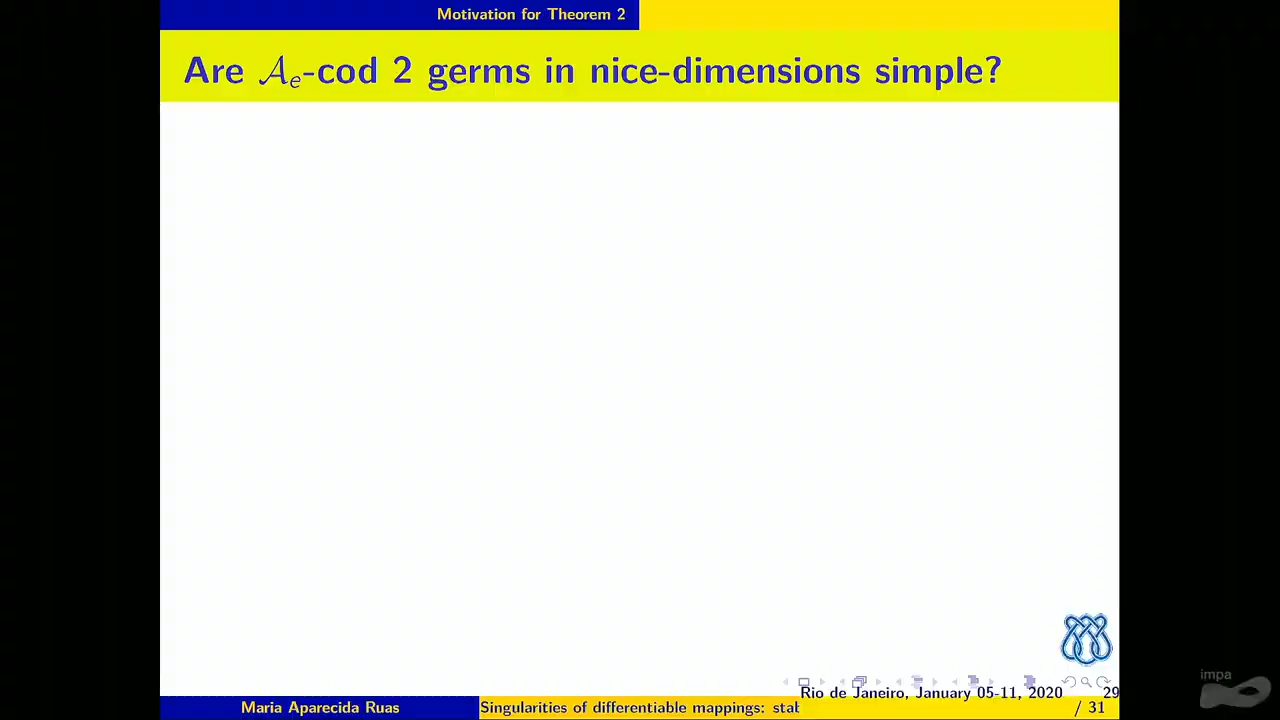 Motivation for Theorem 2
Are 𝒜ₑ-cod 2 germs in nice-dimensions simple?
impa
Rio de Janeiro, January 05-11, 2020 29
Maria Aparecida Ruas Singularities of differentiable mappings: stab / 31